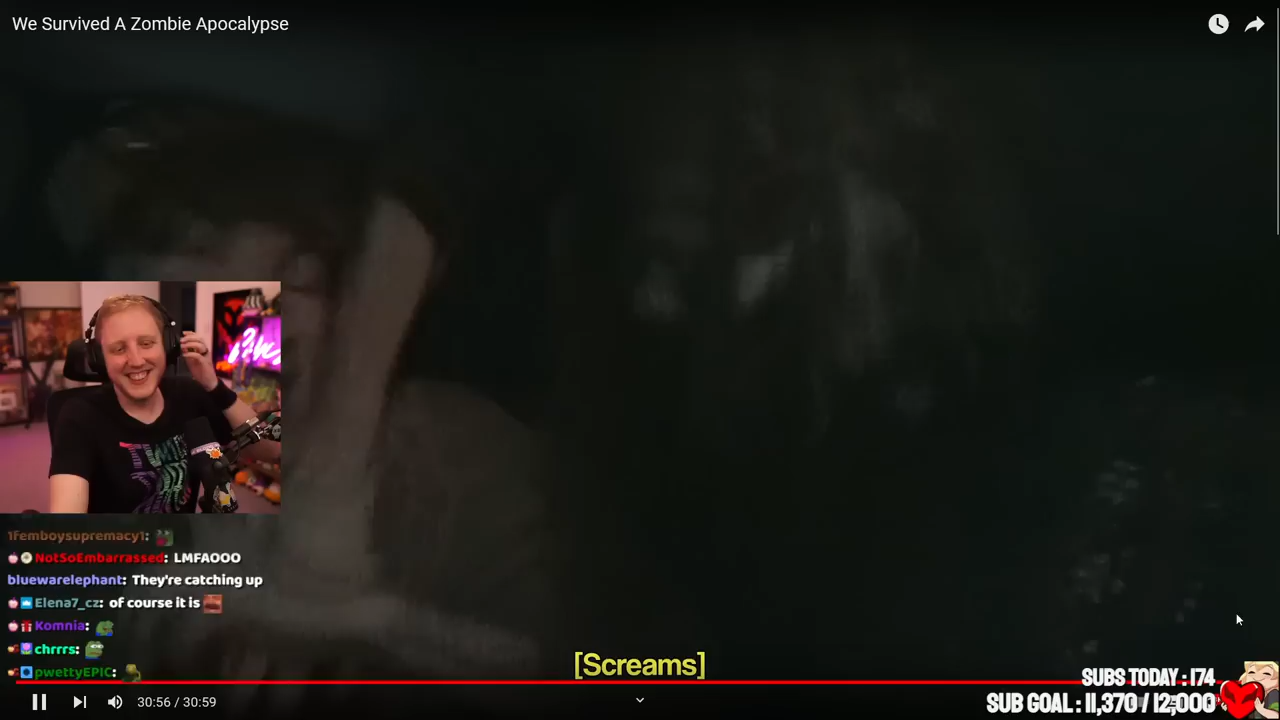 We Survived A Zombie Apocalypse
1Femboysupremacy1:
NotSoEmbarrassed: LMFAOOO
bluewarelephant: They're catching up
Elena7_cz: of course it is
Komnia:
chrrrs:
pwettyEPIC:
[Screams]
SUBS TODAY : 174
SUB GOAL : 11,370 / 12,000
30:56 / 30:59